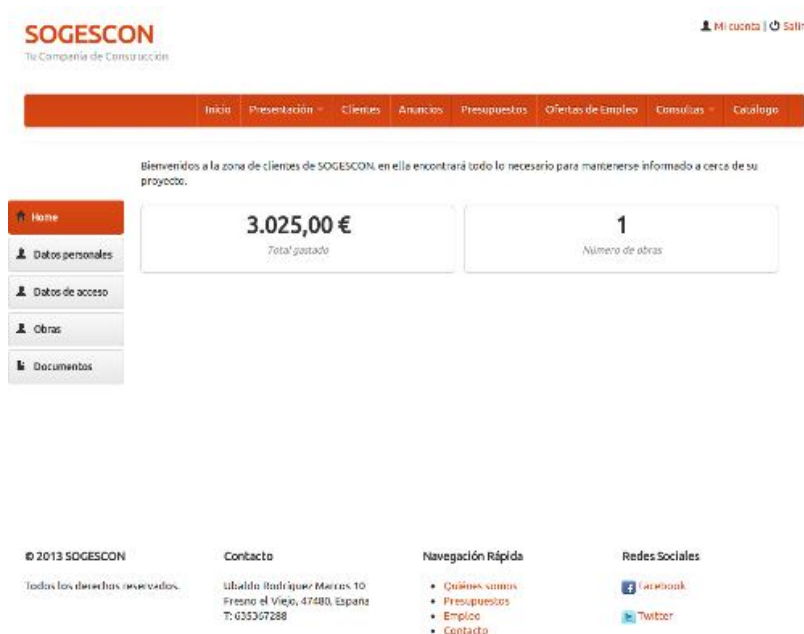 SOGESCON
Tu Compañía de Construcción
Mi cuenta | Salir
Inicio Presentación Clientes Anuncios Presupuestos Ofertas de Empleo Consultas Catálogo
Bienvenidos a la zona de clientes de SOGESCON, en ella encontrará todo lo necesario para mantenerse informado a cerca de su
proyecto.
Home
Datos personales
Datos de acceso
Obras
Documentos
3.025,00 €
Total gastado
1
Número de obras
© 2013 SOGESCON
Todos los derechos reservados.
Contacto
Ubaldo Rodríguez Marcos 10
Fresno el Viejo, 47480, España
T: 635367288
Navegación Rápida
• Quiénes somos
• Presupuestos
• Empleo
• Contacto
Redes Sociales
Facebook
Twitter